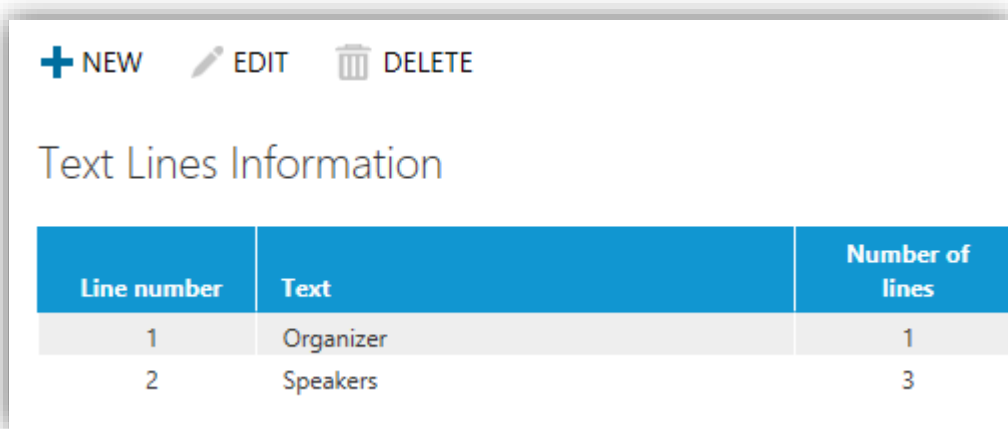 NEW EDIT DELETE
Text Lines Information
Line number Text Number of lines
1 Organizer 1
2 Speakers 3